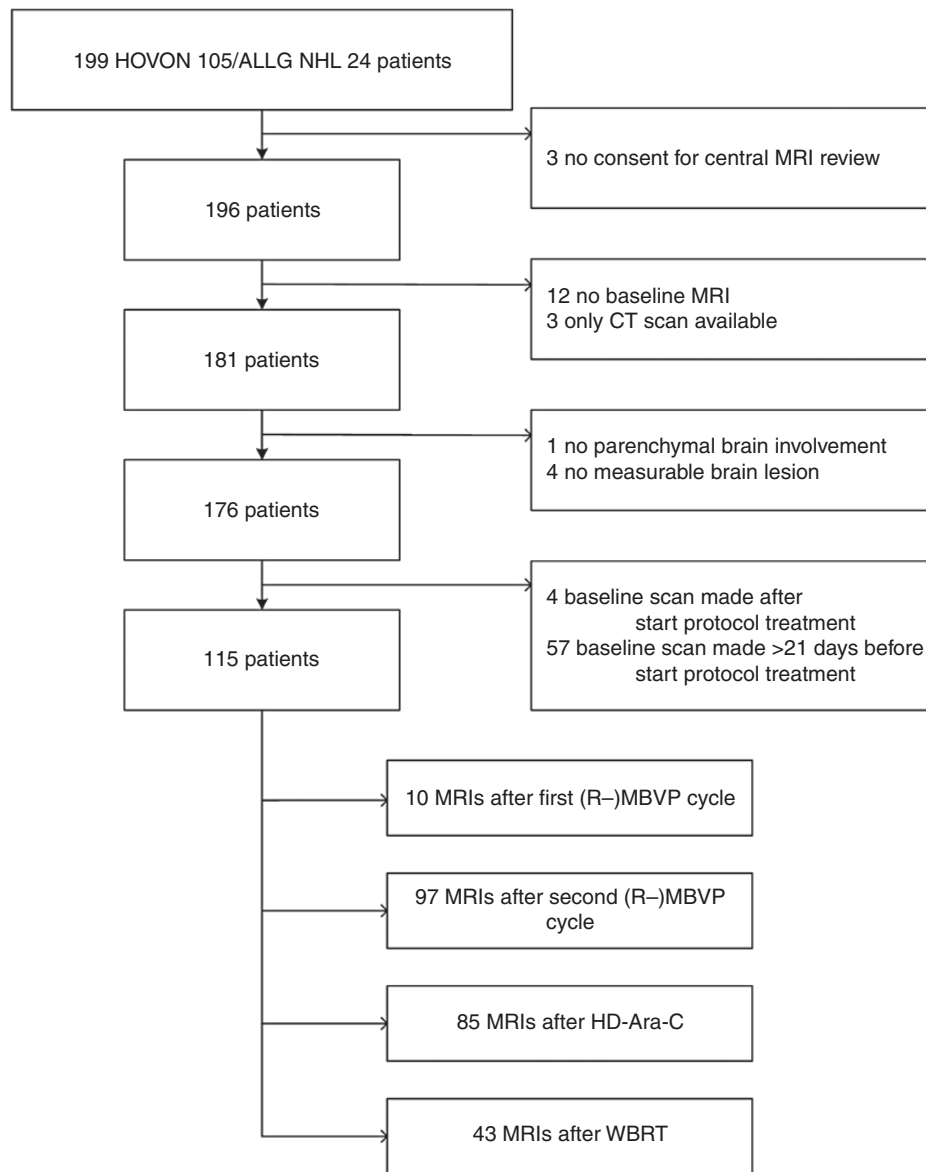 199 HOVON 105/ALLG NHL 24 patients
3 no consent for central MRI review
196 patients
12 no baseline MRI
3 only CT scan available
181 patients
1 no parenchymal brain involvement
4 no measurable brain lesion
176 patients
4 baseline scan made after
start protocol treatment
57 baseline scan made >21 days before
start protocol treatment
115 patients
10 MRIs after first (R–)MBVP cycle
97 MRIs after second (R–)MBVP
cycle
85 MRIs after HD-Ara-C
43 MRIs after WBRT